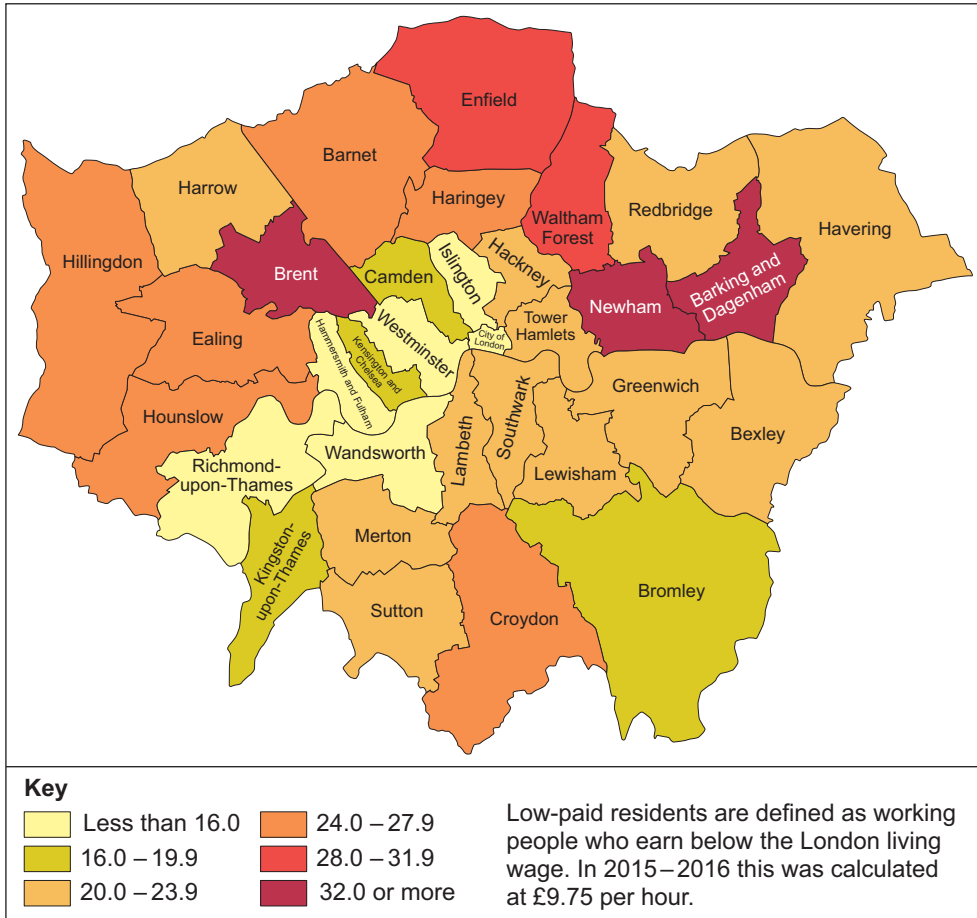 Enfield
Barnet
Harrow
Haringey
Waltham
Forest
Redbridge
Havering
Hillingdon
Brent
Camden
Islington
Hackney
Newham
Barking and
Dagenham
Ealing
Hammersmith and Fulham
Kensington and
Chelsea
Westminster
City of
London
Tower
Hamlets
Greenwich
Hounslow
Richmond-
upon-Thames
Wandsworth
Lambeth
Southwark
Lewisham
Bexley
Kingston-
upon-Thames
Merton
Sutton
Croydon
Bromley
Key
Less than 16.0
16.0 – 19.9
20.0 – 23.9
24.0 – 27.9
28.0 – 31.9
32.0 or more
Low-paid residents are defined as working
people who earn below the London living
wage. In 2015 – 2016 this was calculated
at £9.75 per hour.